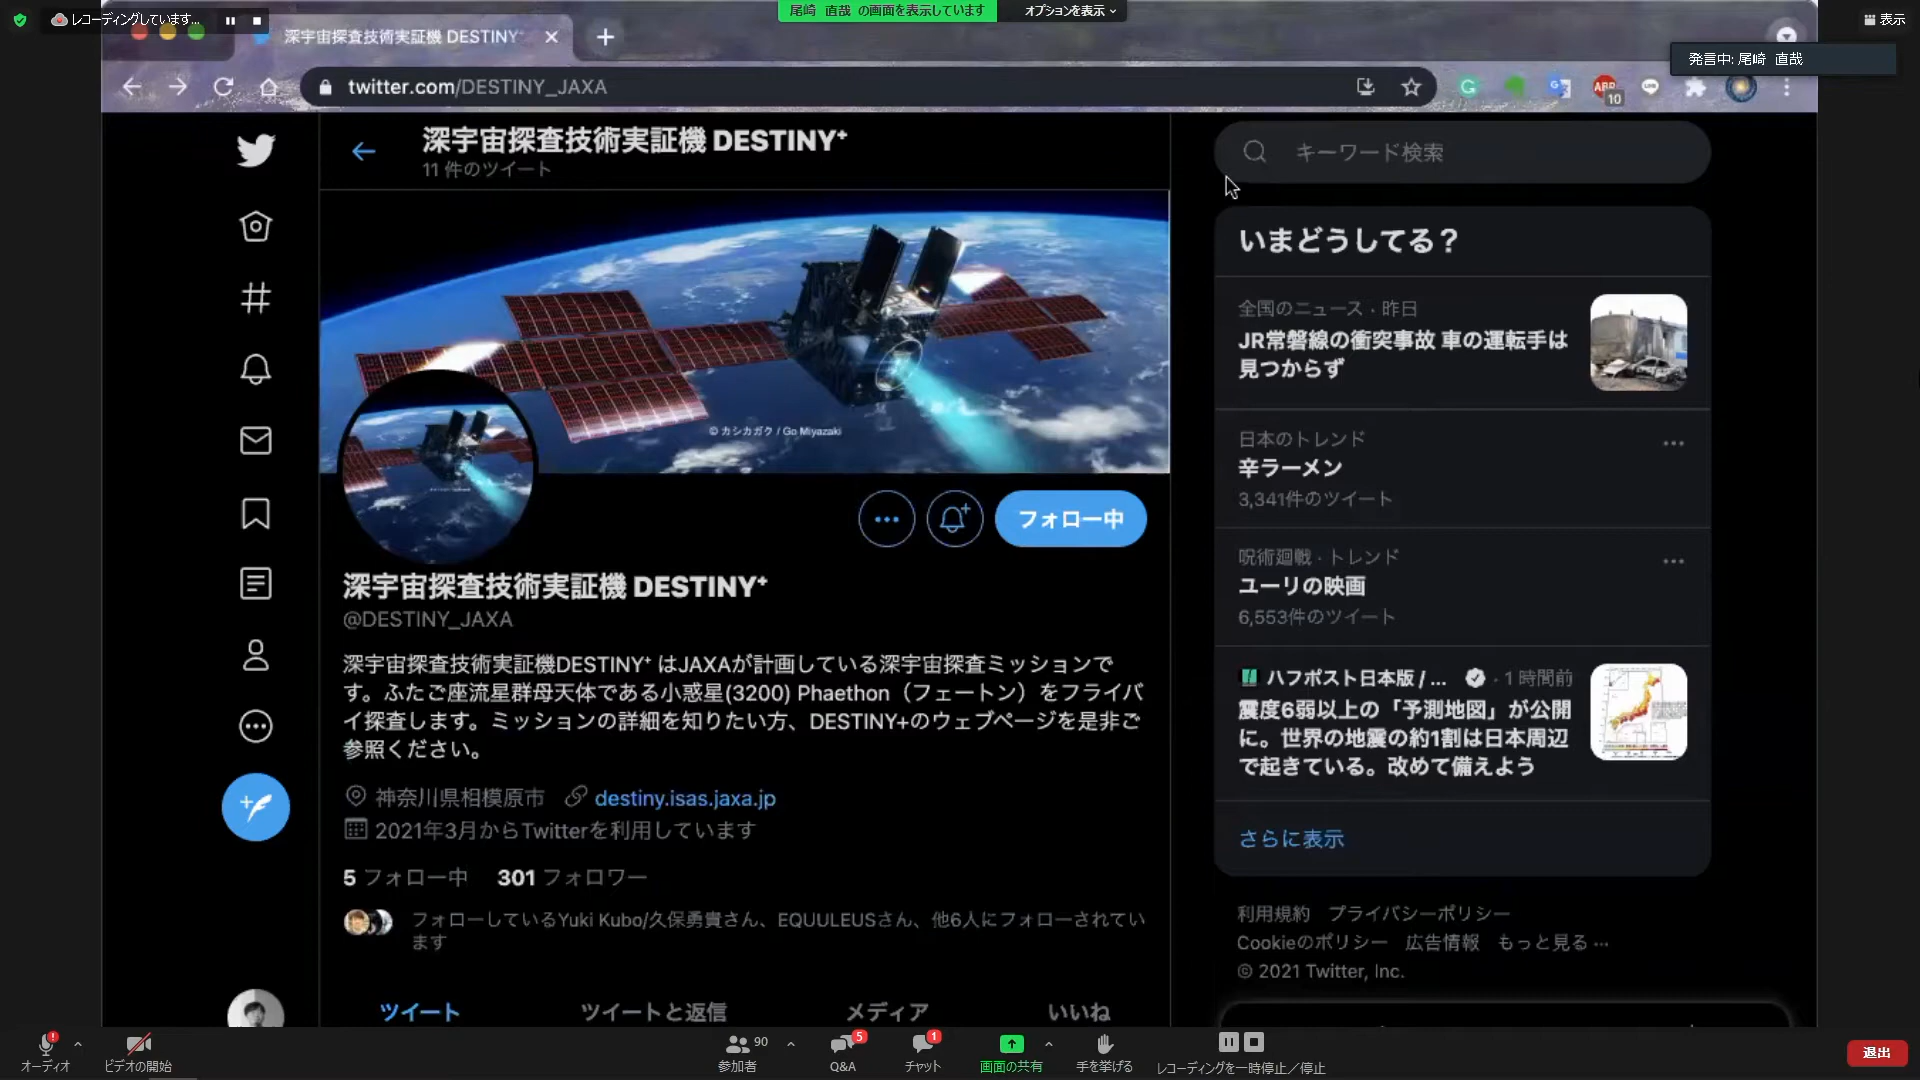 レコーディングしています...
尾崎 直哉 の画面を表示しています
オプションを表示
表示
発言中: 尾崎 直哉
深宇宙探査技術実証機 DESTINY⁺
twitter.com/DESTINY_JAXA
ABP
10
深宇宙探査技術実証機 DESTINY⁺
11 件のツイート
© カシカガク / Go Miyazaki
フォロー中
深宇宙探査技術実証機 DESTINY⁺
@DESTINY_JAXA
深宇宙探査技術実証機DESTINY⁺ はJAXAが計画している深宇宙探査ミッションで
す。ふたご座流星群母天体である小惑星(3200) Phaethon（フェートン）をフライバ
イ探査します。ミッションの詳細を知りたい方、DESTINY+のウェブページを是非ご
参照ください。
神奈川県相模原市 destiny.isas.jaxa.jp
2021年3月からTwitterを利用しています
5 フォロー中 301 フォロワー
フォローしているYuki Kubo/久保勇貴さん、EQUULEUSさん、他6人にフォローされてい
ます
ツイート ツイートと返信 メディア いいね
キーワード検索
いまどうしてる？
全国のニュース · 昨日
JR常磐線の衝突事故 車の運転手は
見つからず
日本のトレンド
辛ラーメン
3,341件のツイート
呪術廻戦 · トレンド
ユーリの映画
6,553件のツイート
ハフポスト日本版 / ... · 1 時間前
震度6弱以上の「予測地図」が公開
に。世界の地震の約1割は日本周辺
で起きている。改めて備えよう
さらに表示
利用規約 プライバシーポリシー
Cookieのポリシー 広告情報 もっと見る ···
© 2021 Twitter, Inc.
オーディオ
ビデオの開始
90
参加者
5
Q&A
1
チャット
画面の共有
手を挙げる
レコーディングを一時停止／停止
退出